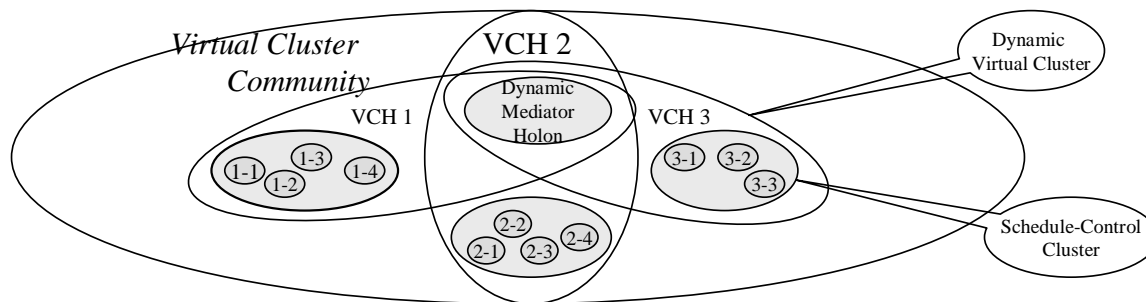 Virtual Cluster
Community
VCH 2
Dynamic
Virtual Cluster
Dynamic
Mediator
Holon
VCH 1
VCH 3
1-1
1-2
1-3
1-4
3-1
3-2
3-3
2-1
2-2
2-3
2-4
Schedule-Control
Cluster